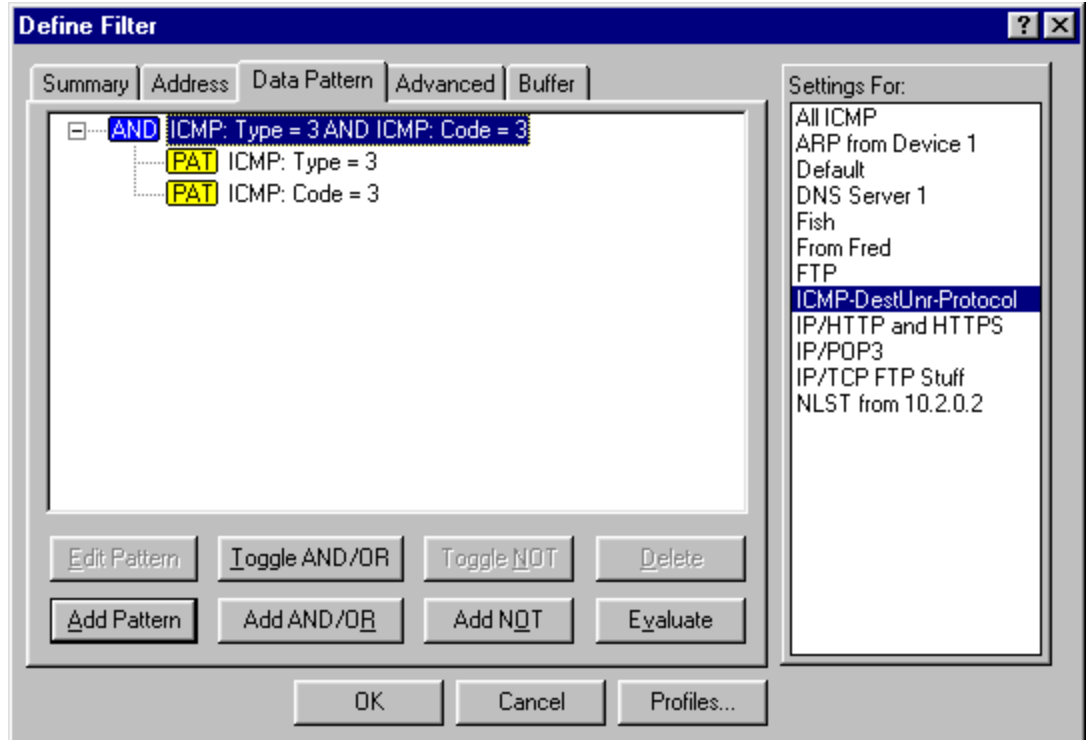 Define Filter
Summary Address Data Pattern Advanced Buffer
AND ICMP: Type = 3 AND ICMP: Code = 3
PAT ICMP: Type = 3
PAT ICMP: Code = 3
Edit Pattern Toggle AND/OR Toggle NOT Delete
Add Pattern Add AND/OR Add NOT Evaluate
Settings For:
All ICMP
ARP from Device 1
Default
DNS Server 1
Fish
From Fred
FTP
ICMP-DestUnr-Protocol
IP/HTTP and HTTPS
IP/POP3
IP/TCP FTP Stuff
NLST from 10.2.0.2
OK Cancel Profiles...